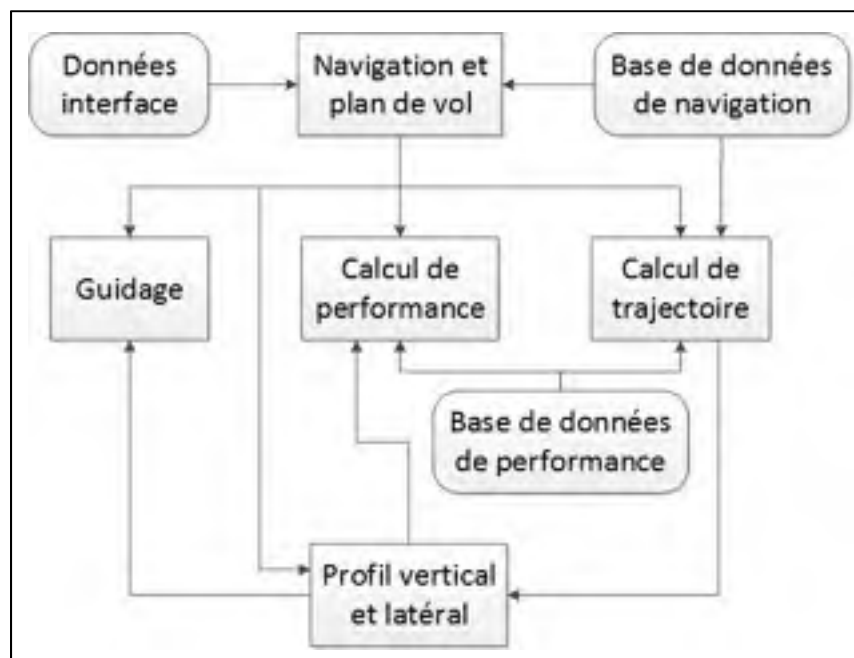 Données
interface
Navigation et
plan de vol
Base de données
de navigation
Guidage
Calcul de
performance
Calcul de
trajectoire
Base de données
de performance
Profil vertical
et latéral